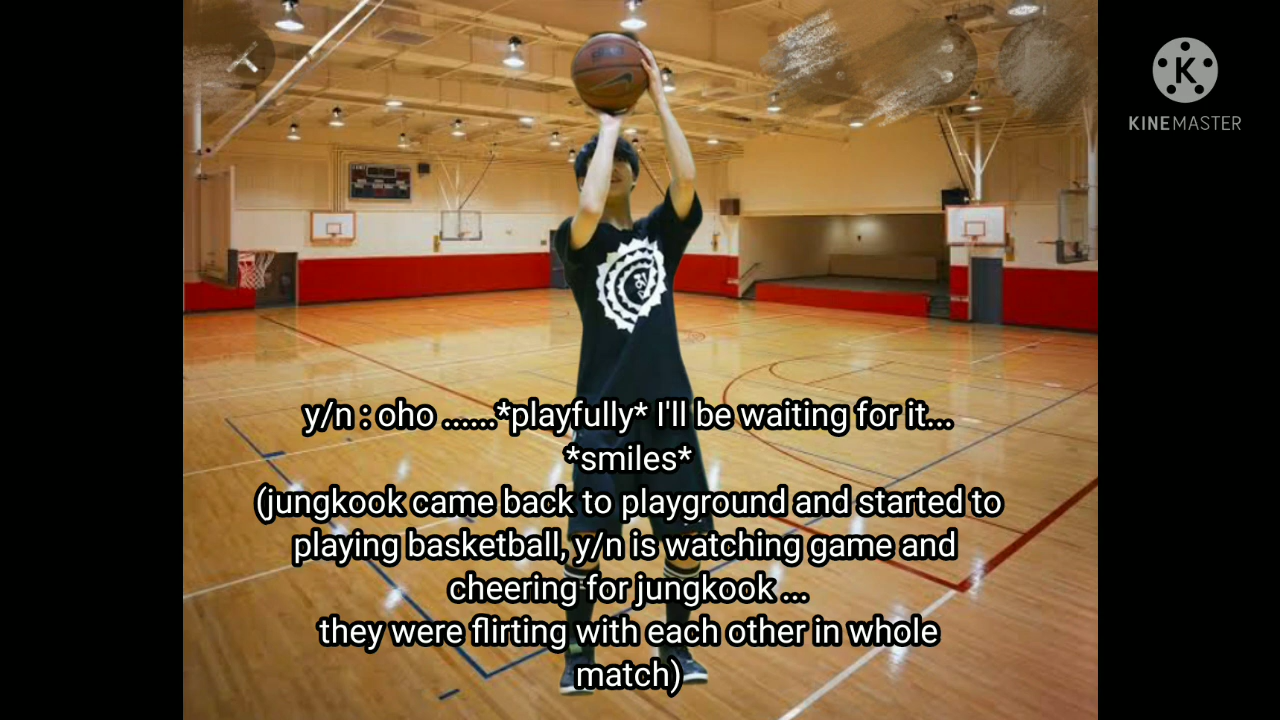 KINEMASTER
y/n : oho ......*playfully* I'll be waiting for it...
*smiles*
(jungkook came back to playground and started to
playing basketball, y/n is watching game and
cheering for jungkook ...
they were flirting with each other in whole
match)